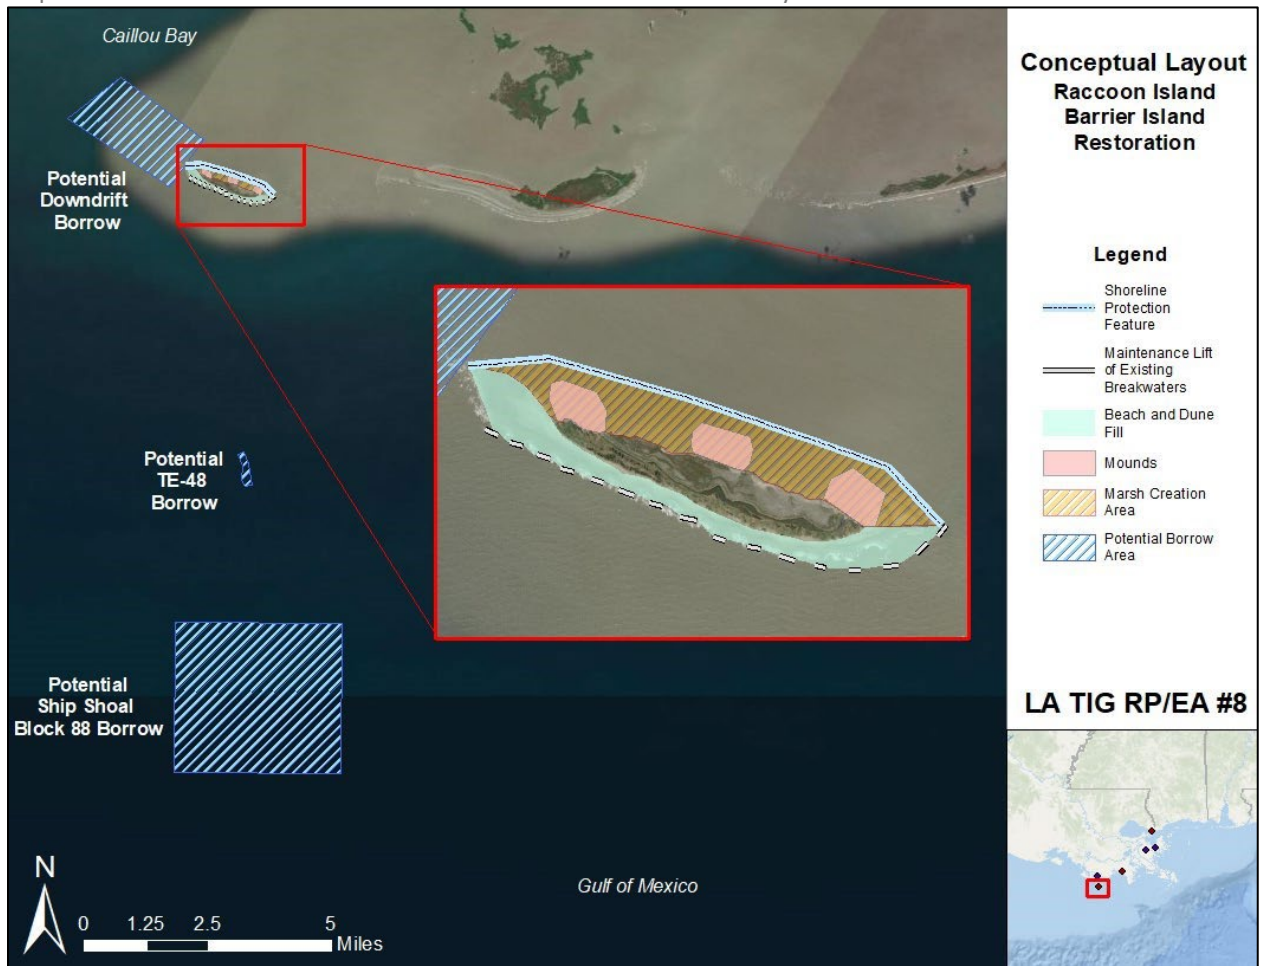 Caillou Bay
Potential
Downdrift
Borrow
Potential
TE-48
Borrow
Potential
Ship Shoal
Block 88 Borrow
N
0 1.25 2.5 5
Miles
Gulf of Mexico
Conceptual Layout
Raccoon Island
Barrier Island
Restoration
Legend
Shoreline
Protection
Feature
Maintenance Lift
of Existing
Breakwaters
Beach and Dune
Fill
Mounds
Marsh Creation
Area
Potential Borrow
Area
LA TIG RP/EA #8